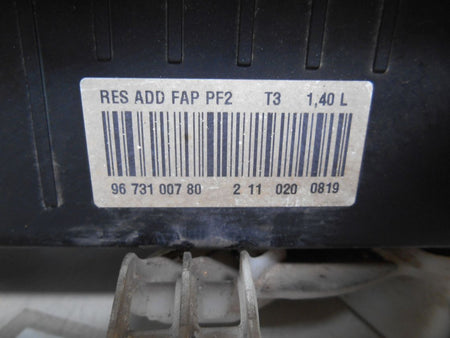 RES ADD FAP PF2 T3 1,40 L
96 731 007 80 2 11 020 0819